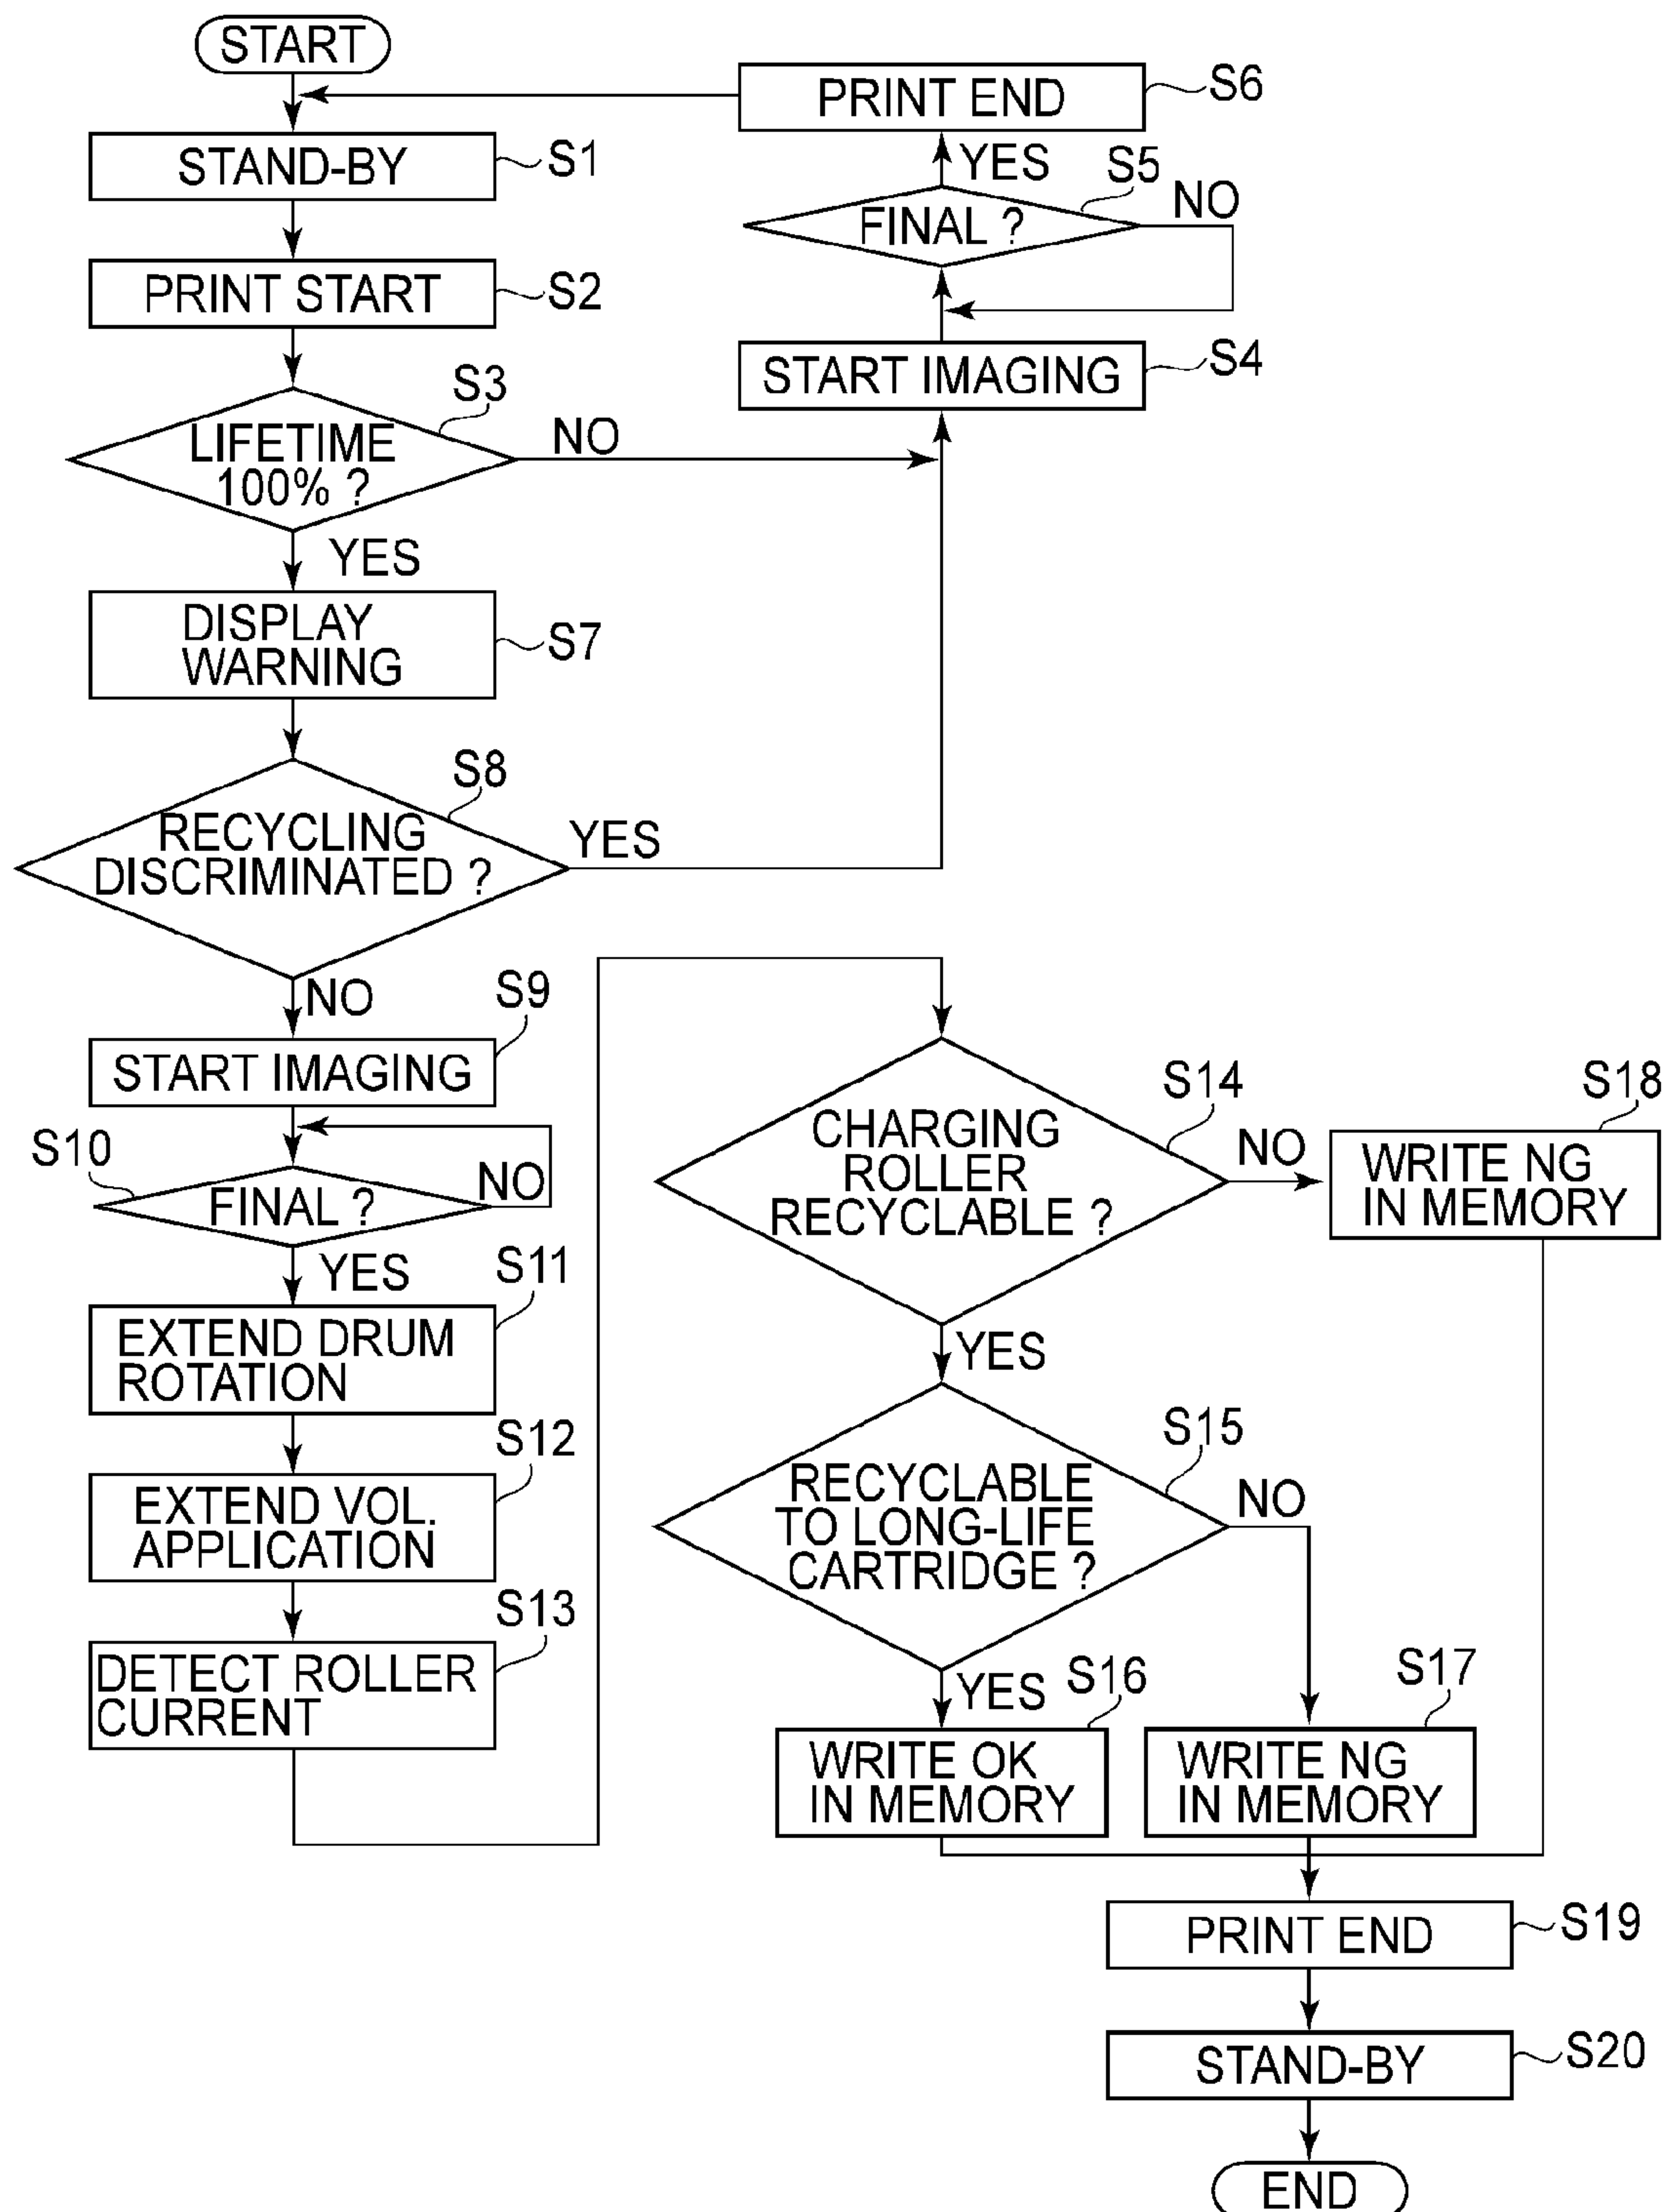 START
STAND-BY
S1
PRINT START
S2
S3
LIFETIME
100% ?
NO
YES
DISPLAY
WARNING
S7
S8
RECYCLING
DISCRIMINATED ?
YES
NO
S9
START IMAGING
S10
FINAL ?
NO
YES
S11
EXTEND DRUM
ROTATION
S12
EXTEND VOL.
APPLICATION
S13
DETECT ROLLER
CURRENT
PRINT END
S6
YES
S5
NO
FINAL ?
START IMAGING
S4
S14
CHARGING
ROLLER
RECYCLABLE ?
NO
S18
WRITE NG
IN MEMORY
YES
S15
RECYCLABLE
TO LONG-LIFE
CARTRIDGE ?
NO
YES
S16
WRITE OK
IN MEMORY
S17
WRITE NG
IN MEMORY
PRINT END
S19
STAND-BY
S20
END